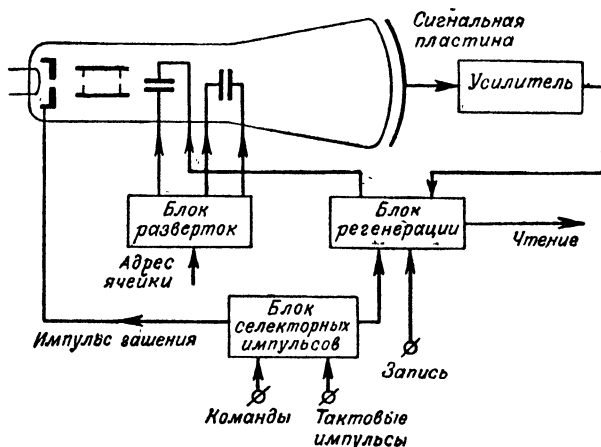 Сигнальная
пластина
Усилитель
Блок
разверток
Блок
регенерации
Чтение
Адрес
ячейки
Блок
селекторных
импульсов
Импульс гашения
Запись
Команды
Тактовые
импульсы